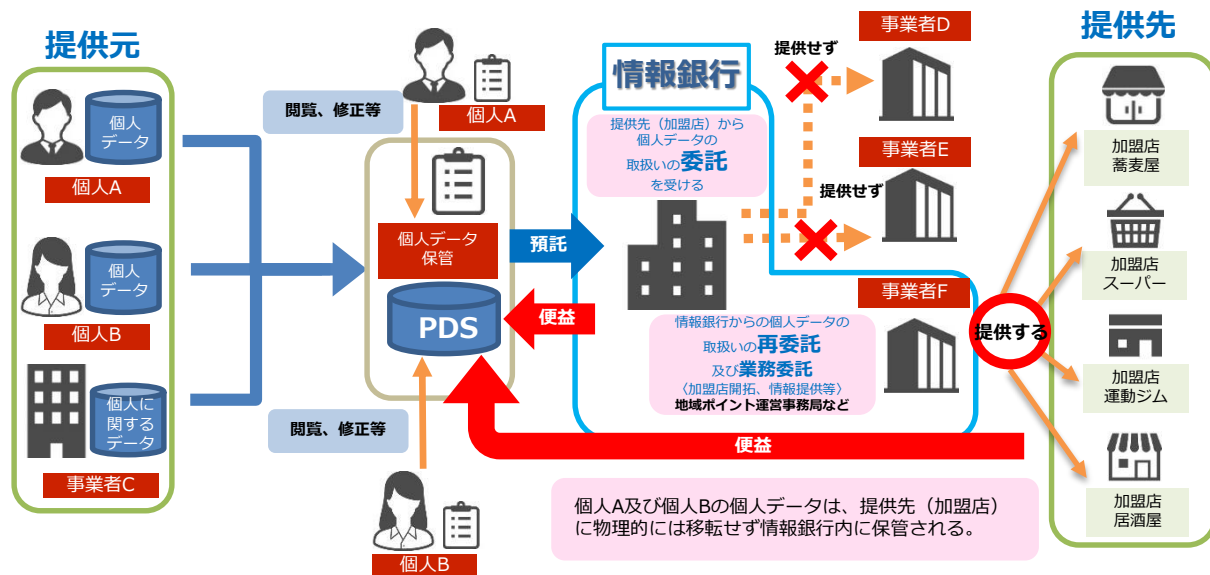 提供元
個人
データ
個人A
個人
データ
個人B
個人に
関する
データ
事業者C
閲覧、修正等
個人A
個人データ
保管
PDS
閲覧、修正等
個人B
預託
便益
情報銀行
提供先（加盟店）から
個人データの
取扱いの委託
を受ける
提供せず
事業者D
提供せず
事業者E
事業者F
情報銀行からの個人データの
取扱いの再委託
及び業務委託
〈加盟店開拓、情報提供等〉
地域ポイント運営事務局など
便益
提供する
提供先
加盟店
蕎麦屋
加盟店
スーパー
加盟店
運動ジム
加盟店
居酒屋
個人A及び個人Bの個人データは、提供先（加盟店）
に物理的には移転せず情報銀行内に保管される。